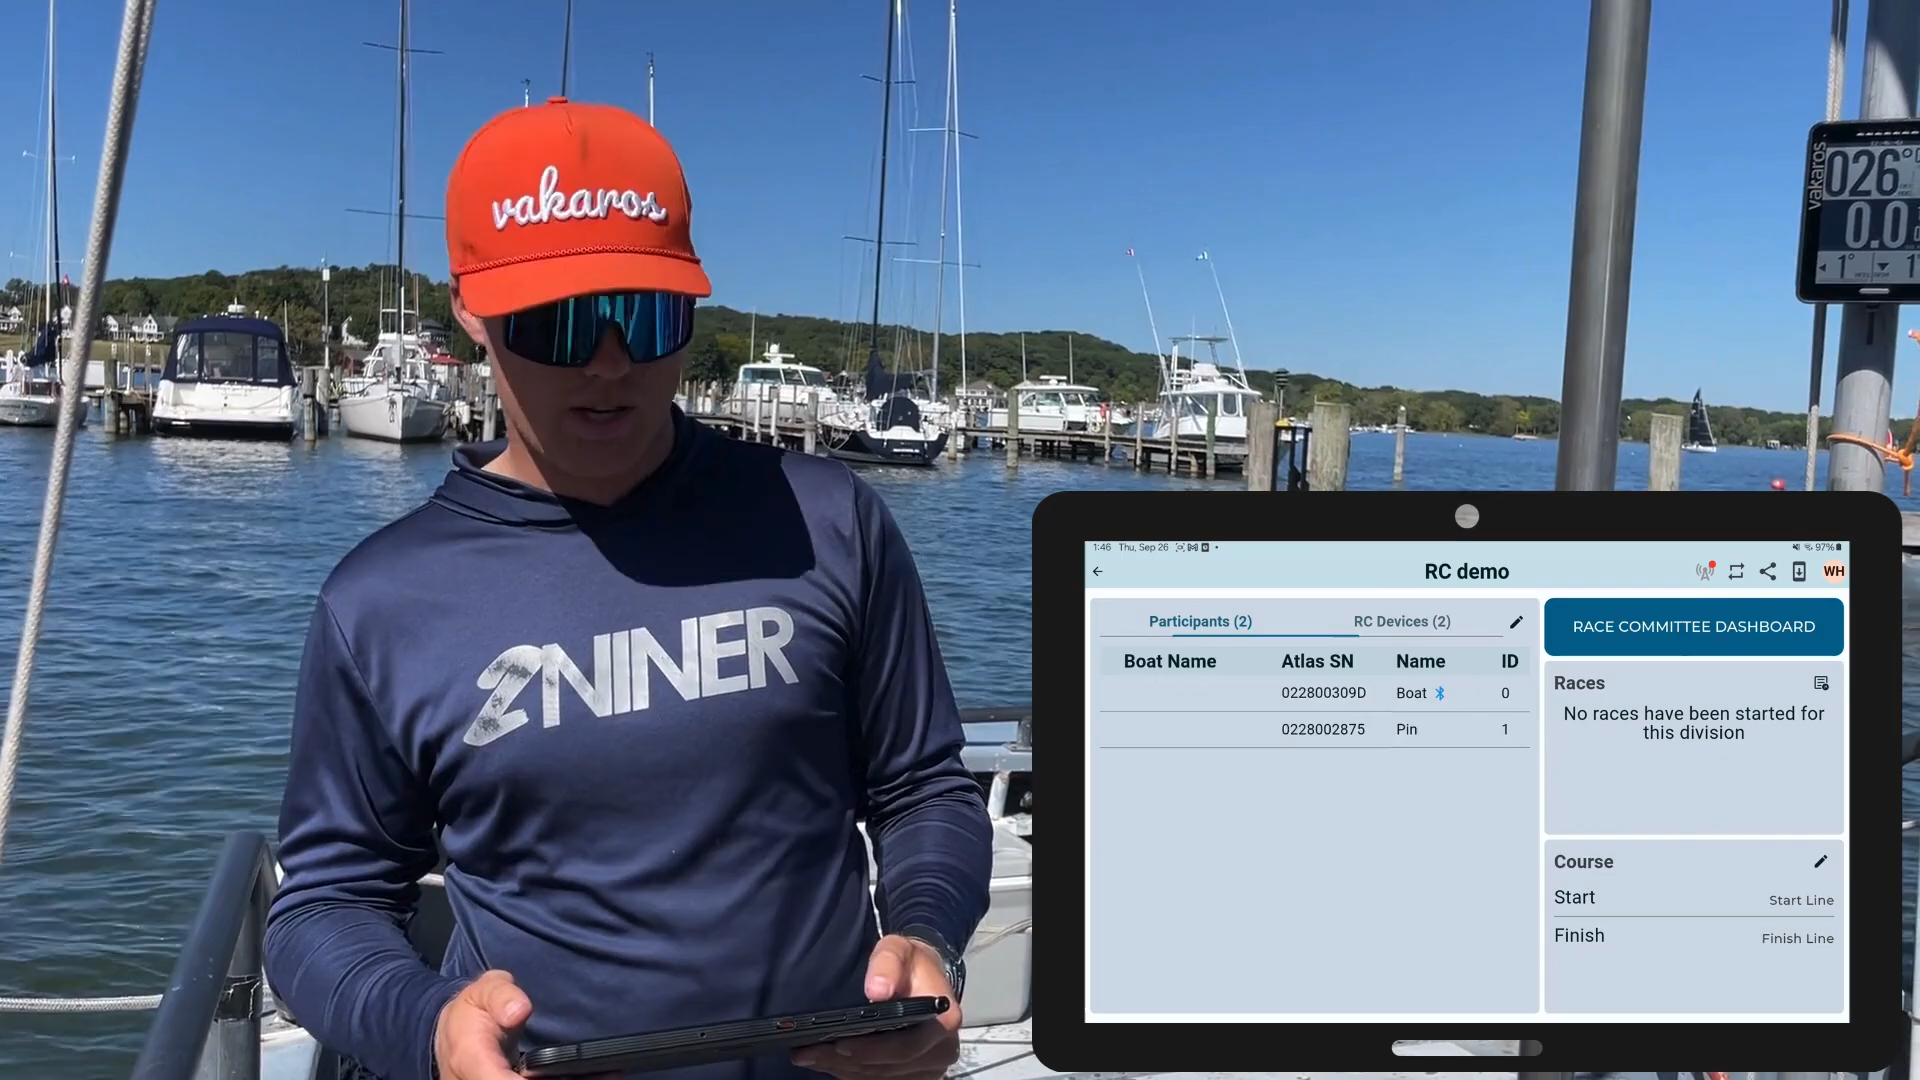 vakaros
2NINER
vakaros
026°
0.0
1°
1:46 Thu, Sep 26
97%
RC demo
WH
Participants (2)
RC Devices (2)
Boat Name Atlas SN Name ID
022800309D Boat 0
0228002875 Pin 1
RACE COMMITTEE DASHBOARD
Races
No races have been started for
this division
Course
Start Start Line
Finish Finish Line